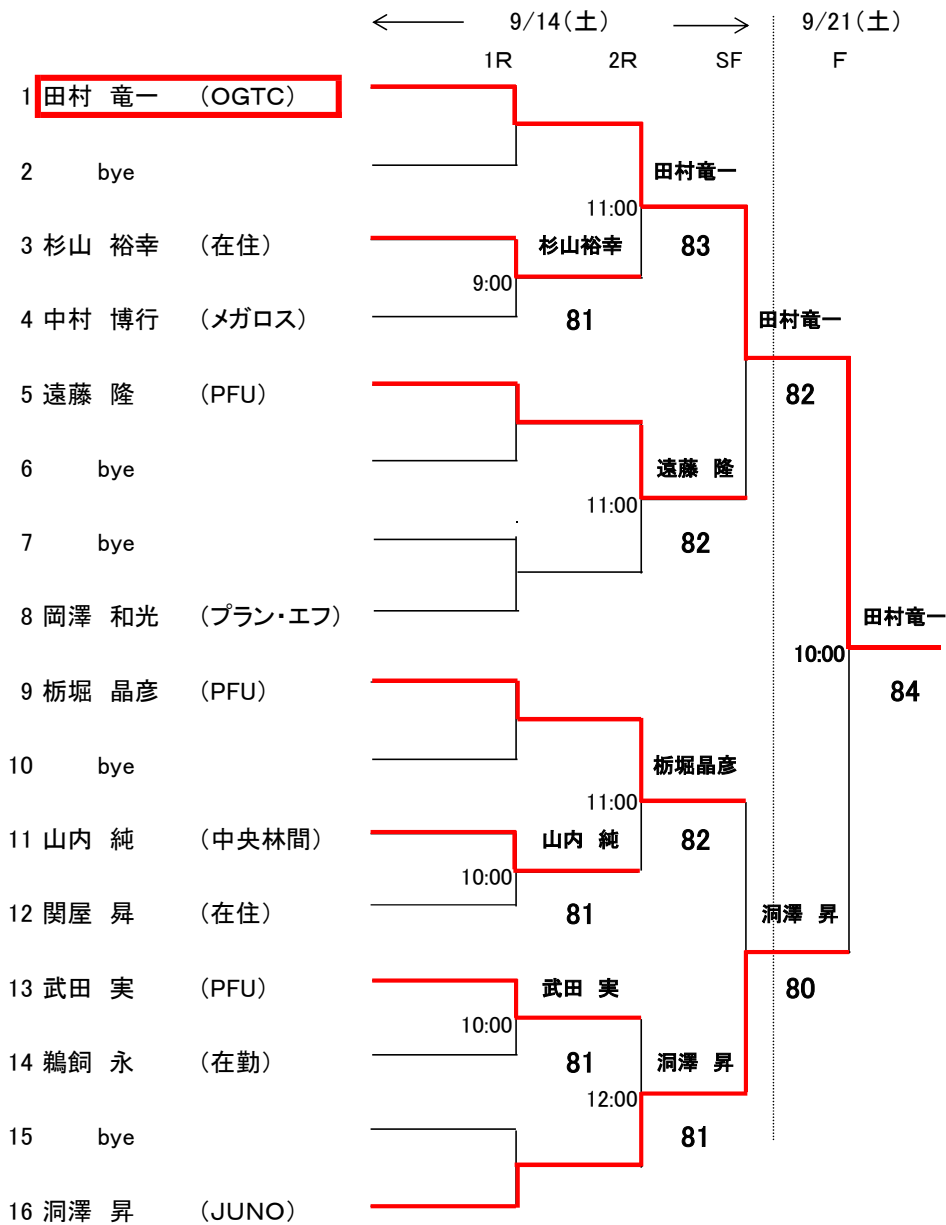 9/14(土) 9/21(土)
1R 2R SF F
1 田村 竜一 (OGTC)
2 bye
田村竜一
11:00
3 杉山 裕幸 (在住)
杉山裕幸
83
9:00
4 中村 博行 (メガロス)
81
田村竜一
5 遠藤 隆 (PFU)
82
6 bye
遠藤 隆
11:00
7 bye
82
8 岡澤 和光 (プラン・エフ)
田村竜一
10:00
9 栃堀 晶彦 (PFU)
84
10 bye
栃堀晶彦
11:00
11 山内 純 (中央林間)
山内 純
82
10:00
12 関屋 舜 (在住)
81
洞澤 昇
13 武田 実 (PFU)
武田 実
80
10:00
14 鵜飼 永 (在勤)
81
洞澤 昇
12:00
15 bye
81
16 洞澤 昇 (JUNO)